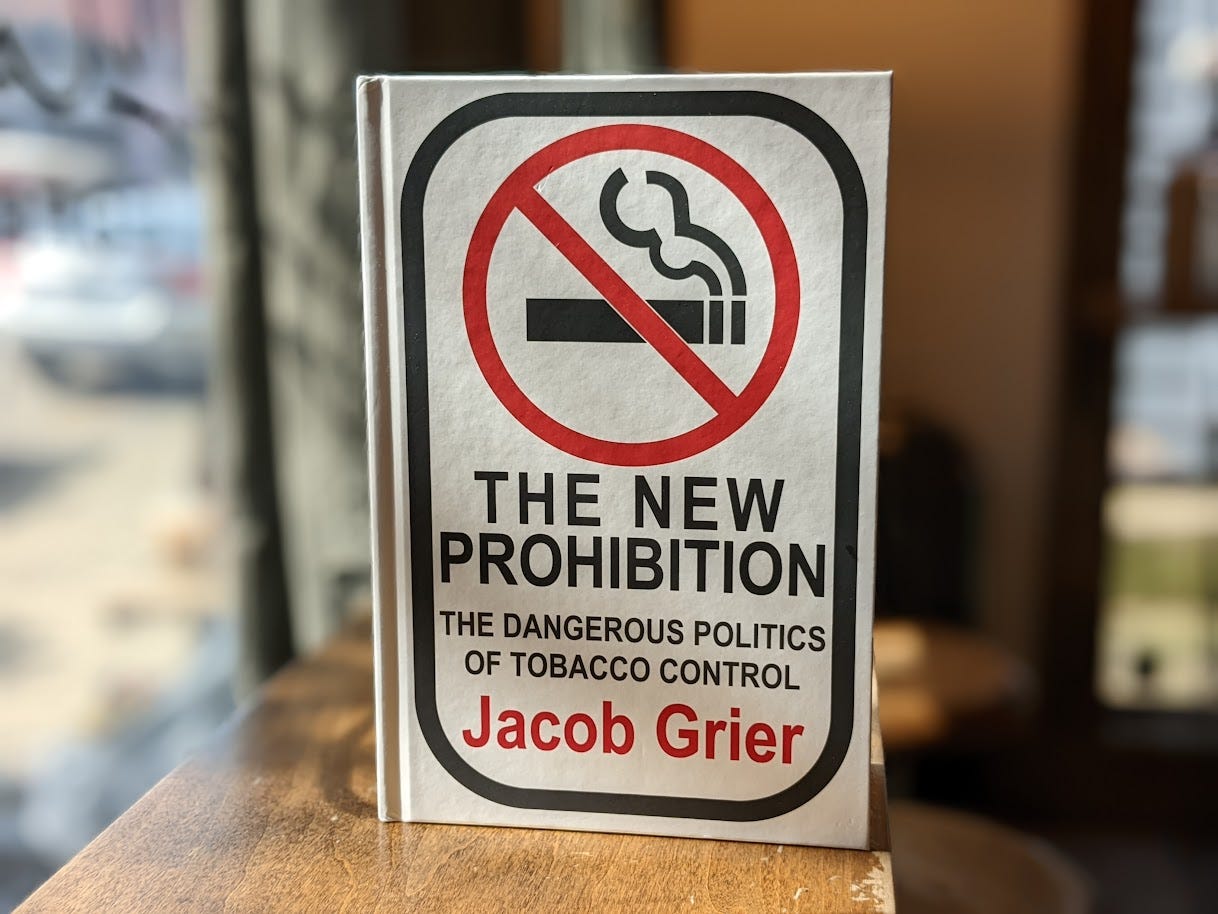 THE NEW
PROHIBITION
THE DANGEROUS POLITICS
OF TOBACCO CONTROL
Jacob Grier